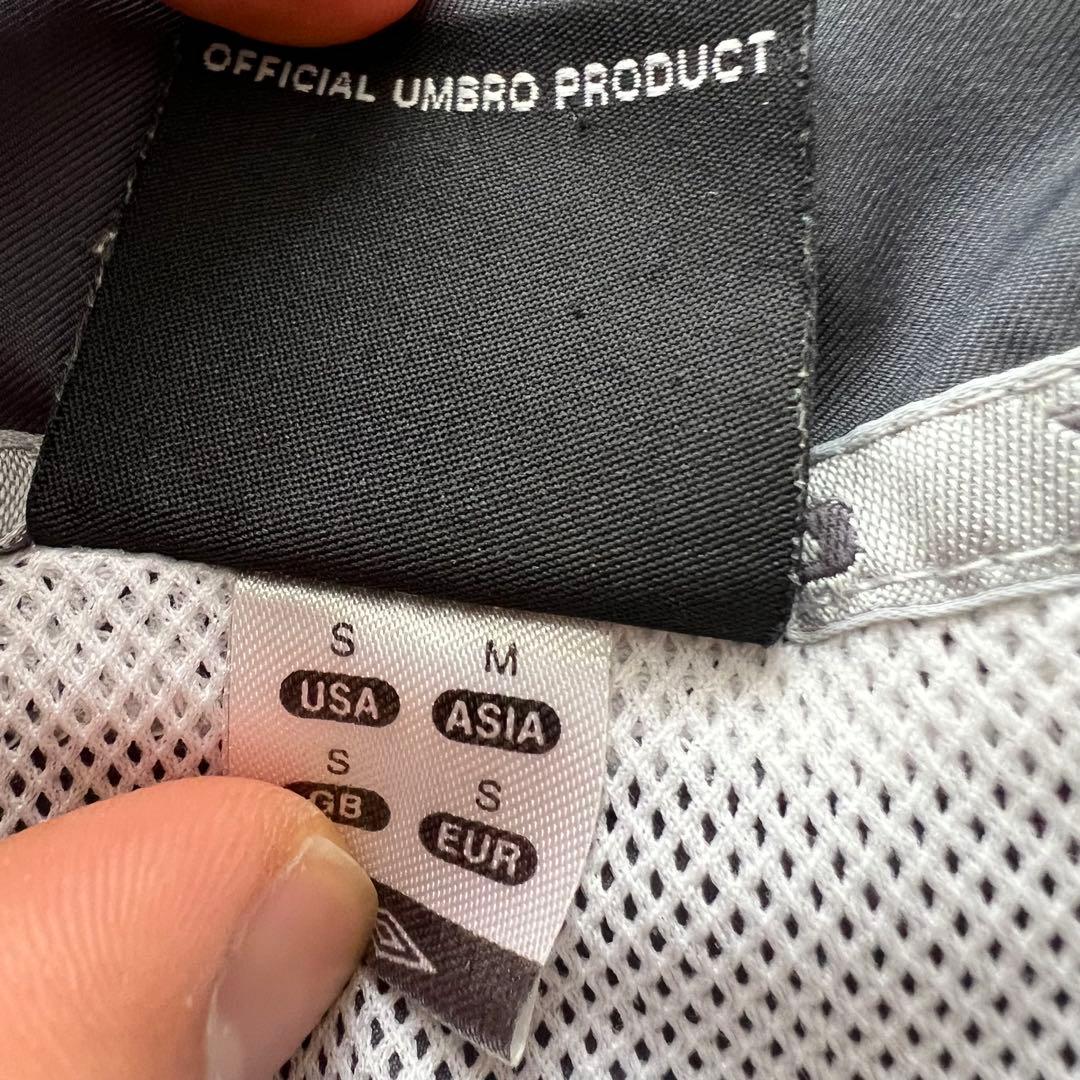 OFFICIAL UMBRO PRODUCT
S M
USA ASIA
S S
GB EUR